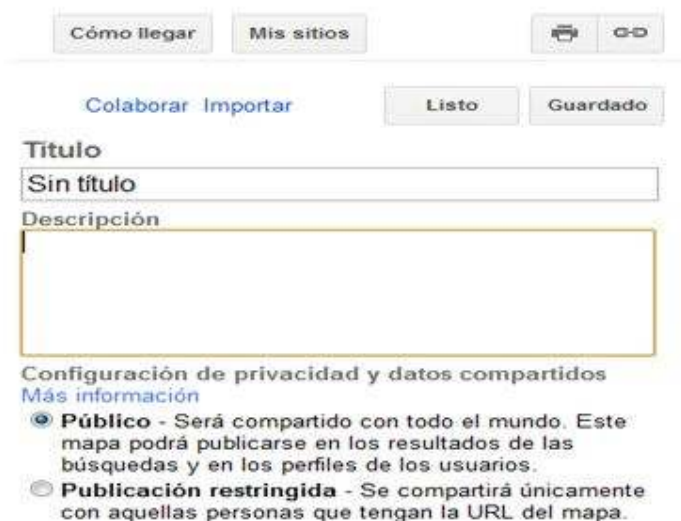 Cómo llegar Mis sitios
Colaborar Importar Listo Guardado
Título
Sin título
Descripción
Configuración de privacidad y datos compartidos
Más información
Público - Será compartido con todo el mundo. Este
mapa podrá publicarse en los resultados de las
búsquedas y en los perfiles de los usuarios.
Publicación restringida - Se compartirá únicamente
con aquellas personas que tengan la URL del mapa.